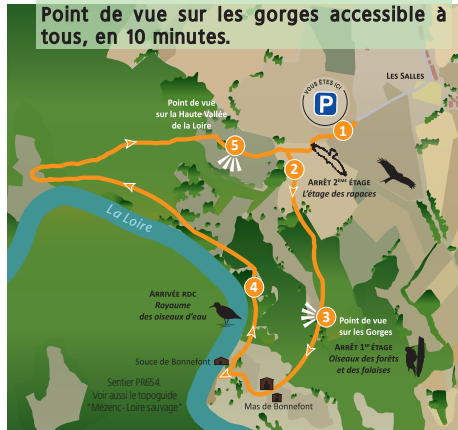 Point de vue sur les gorges accessible à
tous, en 10 minutes.
LES SALLES
VOUS ÊTES ICI
P
1
Point de vue
sur la Haute Vallée
de la Loire
5
2
ARRÊT 2ÈME ÉTAGE
L'étage des rapaces
La Loire
4
ARRIVÉE RDC
Royaume
des oiseaux d'eau
3
Point de vue
sur les Gorges
ARRÊT 1ER ÉTAGE
Oiseaux des forêts
et des falaises
Souce de Bonnefont
Sentier PR654.
Voir aussi le topoguide
"Mézenc- Loire sauvage"
Mas de Bonnefont